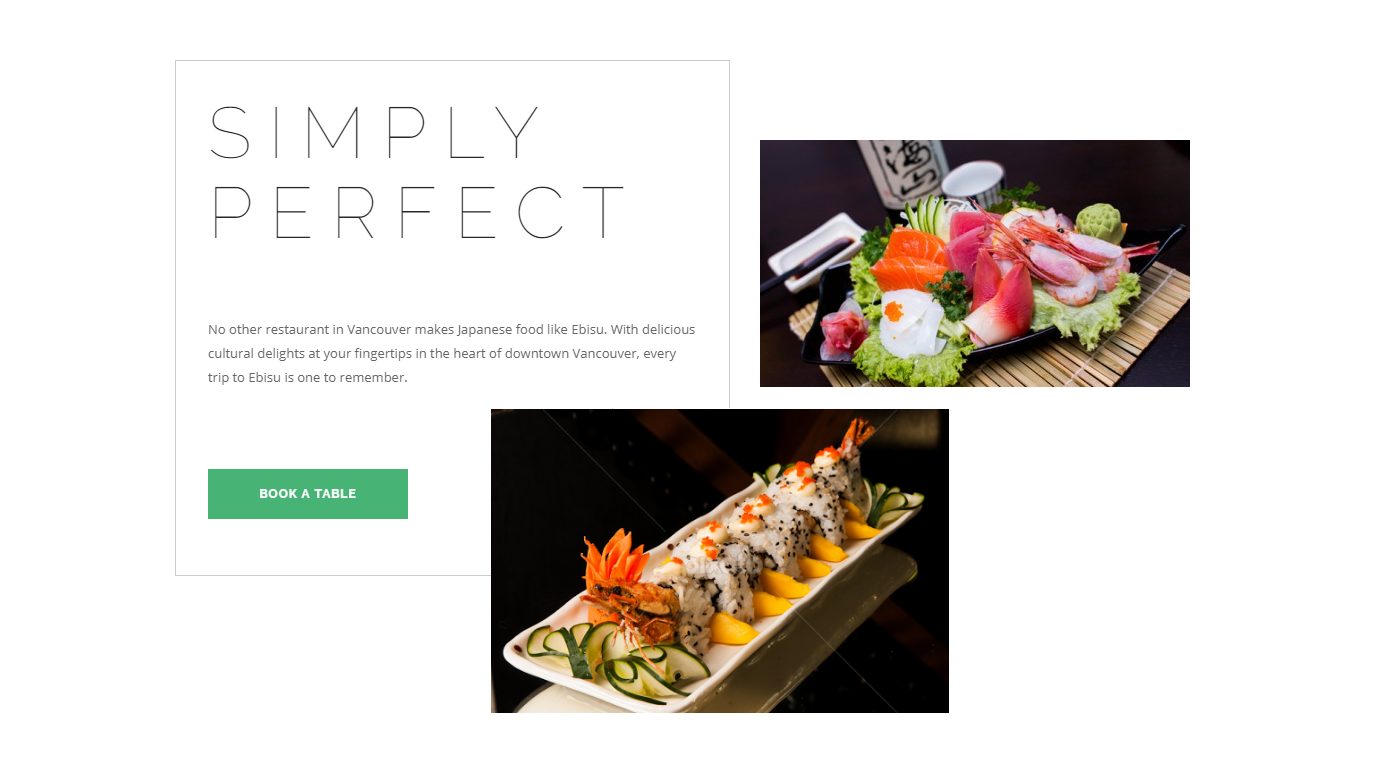 SIMPLY
PERFECT
No other restaurant in Vancouver makes Japanese food like Ebisu. With delicious
cultural delights at your fingertips in the heart of downtown Vancouver, every
trip to Ebisu is one to remember.
BOOK A TABLE